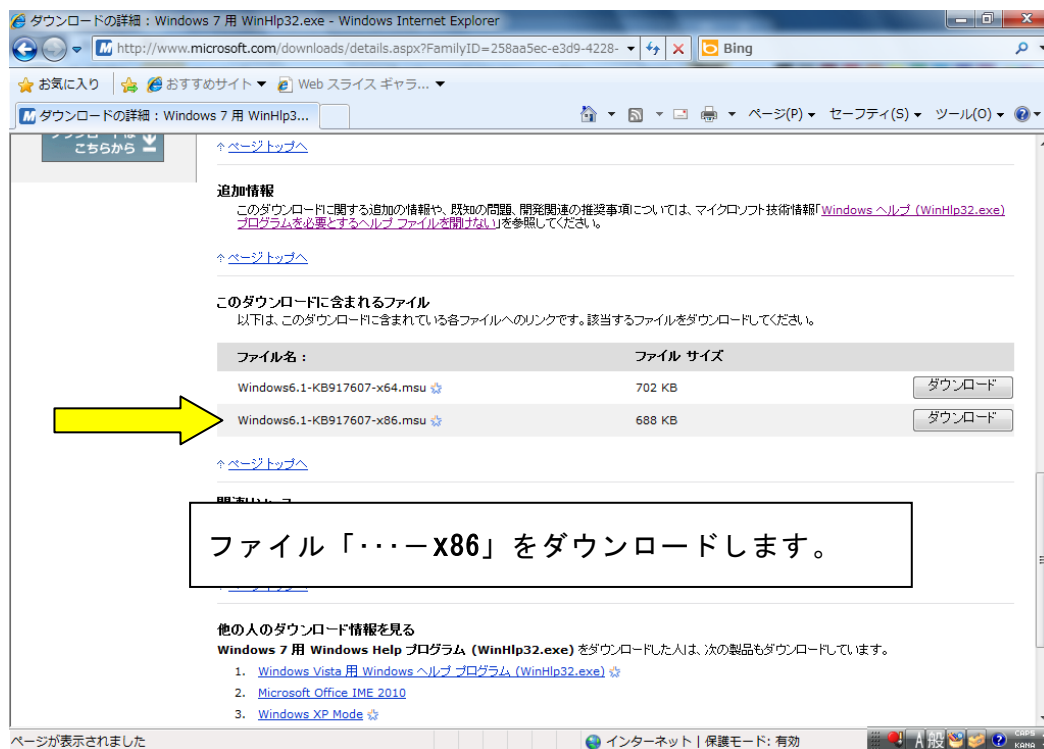 ダウンロードの詳細 : Windows 7 用 WinHlp32.exe - Windows Internet Explorer
http://www.microsoft.com/downloads/details.aspx?FamilyID=258aa5ec-e3d9-4228-
Bing
お気に入り おすすめサイト ▼ Web スライス ギャラ... ▼
ダウンロードの詳細 : Windows 7 用 WinHlp3...
ページ(P) ▼ セーフティ(S) ▼ ツール(O) ▼
こちらから
↑ページトップへ
追加情報
このダウンロードに関する追加の情報や、既知の問題、開発関連の推奨事項については、マイクロソフト技術情報「Windows ヘルプ (WinHlp32.exe)
プログラムを必要とするヘルプ ファイルを開けない」を参照してください。
↑ページトップへ
このダウンロードに含まれるファイル
以下は、このダウンロードに含まれている各ファイルへのリンクです。該当するファイルをダウンロードしてください。
ファイル名 : ファイル サイズ
Windows6.1-KB917607-x64.msu 702 KB ダウンロード
Windows6.1-KB917607-x86.msu 688 KB ダウンロード
↑ページトップへ
ファイル「･･･－x86」をダウンロードします。
他の人のダウンロード情報を見る
Windows 7 用 Windows Help プログラム (WinHlp32.exe) をダウンロードした人は、次の製品もダウンロードしています。
1. Windows Vista 用 Windows ヘルプ プログラム (WinHlp32.exe)
2. Microsoft Office IME 2010
3. Windows XP Mode
ページが表示されました
インターネット | 保護モード: 有効
A 般
CAPS
KANA